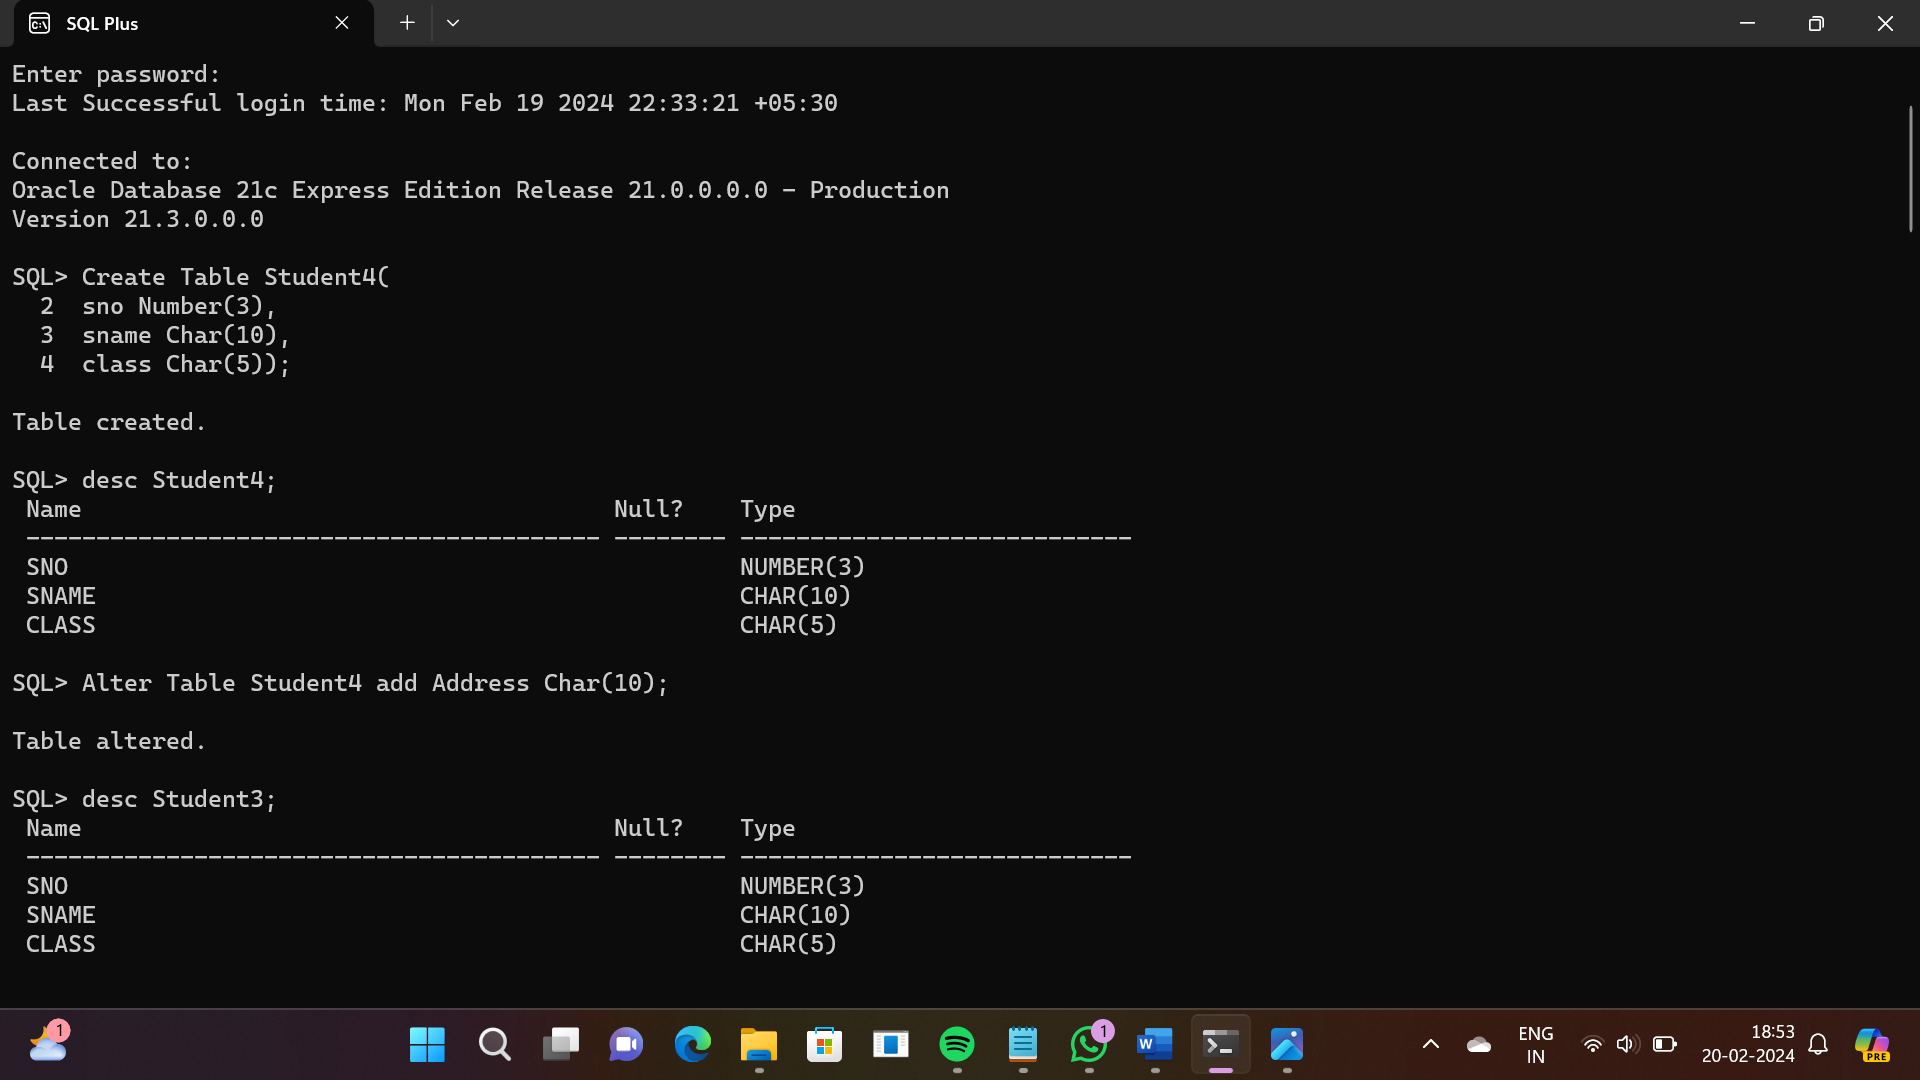 SQL Plus
Enter password:
Last Successful login time: Mon Feb 19 2024 22:33:21 +05:30
Connected to:
Oracle Database 21c Express Edition Release 21.0.0.0.0 - Production
Version 21.3.0.0.0
SQL> Create Table Student4(
2 sno Number(3),
3 sname Char(10),
4 class Char(5));
Table created.
SQL> desc Student4;
Name Null? Type
----------------------------------------- -------- ----------------------------
SNO NUMBER(3)
SNAME CHAR(10)
CLASS CHAR(5)
SQL> Alter Table Student4 add Address Char(10);
Table altered.
SQL> desc Student3;
Name Null? Type
----------------------------------------- -------- ----------------------------
SNO NUMBER(3)
SNAME CHAR(10)
CLASS CHAR(5)
1
1
W
ENG
IN
18:53
20-02-2024
PRE